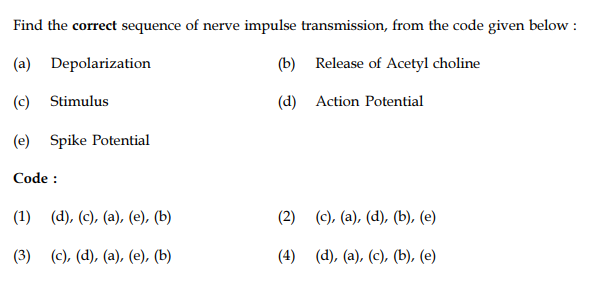 Find the correct sequence of nerve impulse transmission, from the code given below :
(a) Depolarization (b) Release of Acetyl choline
(c) Stimulus (d) Action Potential
(e) Spike Potential
Code :
(1) (d), (c), (a), (e), (b) (2) (c), (a), (d), (b), (e)
(3) (c), (d), (a), (e), (b) (4) (d), (a), (c), (b), (e)